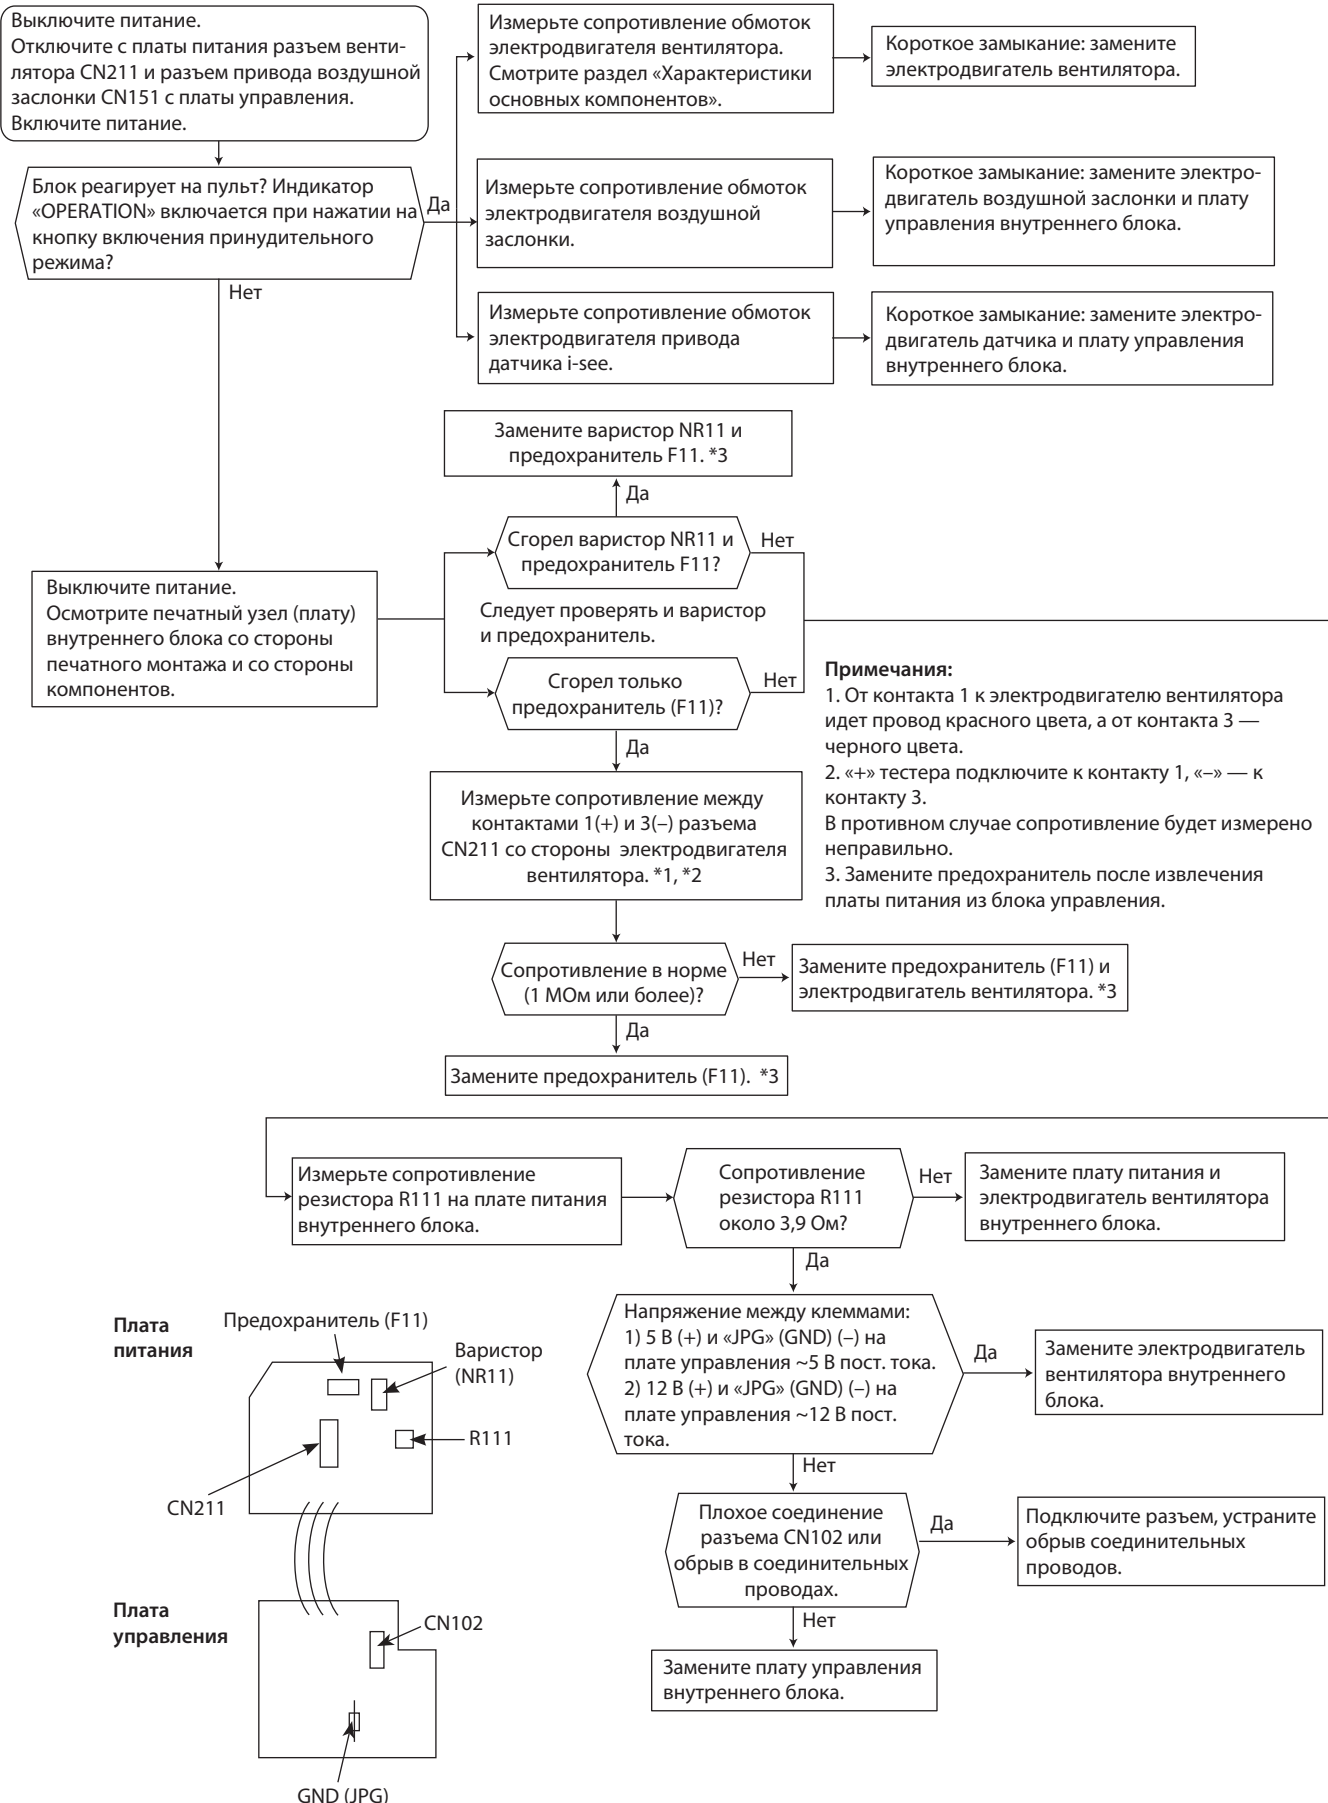 Выключите питание.
Отключите с платы питания разъем венти-
лятора CN211 и разъем привода воздушной
заслонки CN151 с платы управления.
Включите питание.
Измерьте сопротивление обмоток
электродвигателя вентилятора.
Смотрите раздел «Характеристики
основных компонентов».
Короткое замыкание: замените
электродвигатель вентилятора.
Блок реагирует на пульт? Индикатор
«OPERATION» включается при нажатии на
кнопку включения принудительного
режима?
Да
Измерьте сопротивление обмоток
электродвигателя воздушной
заслонки.
Короткое замыкание: замените электро-
двигатель воздушной заслонки и плату
управления внутреннего блока.
Нет
Измерьте сопротивление обмоток
электродвигателя привода
датчика i-see.
Короткое замыкание: замените электро-
двигатель датчика и плату управления
внутреннего блока.
Замените варистор NR11 и
предохранитель F11. *3
Да
Сгорел варистор NR11 и
предохранитель F11?
Нет
Выключите питание.
Осмотрите печатный узел (плату)
внутреннего блока со стороны
печатного монтажа и со стороны
компонентов.
Следует проверять и варистор
и предохранитель.
Сгорел только
предохранитель (F11)?
Нет
Да
Примечания:
1. От контакта 1 к электродвигателю вентилятора
идет провод красного цвета, а от контакта 3 —
черного цвета.
2. «+» тестера подключите к контакту 1, «–» — к
контакту 3.
В противном случае сопротивление будет измерено
неправильно.
3. Замените предохранитель после извлечения
платы питания из блока управления.
Измерьте сопротивление между
контактами 1(+) и 3(–) разъема
CN211 со стороны электродвигателя
вентилятора. *1, *2
Сопротивление в норме
(1 МОм или более)?
Нет
Замените предохранитель (F11) и
электродвигатель вентилятора. *3
Да
Замените предохранитель (F11). *3
Измерьте сопротивление
резистора R111 на плате питания
внутреннего блока.
Сопротивление
резистора R111
около 3,9 Ом?
Нет
Замените плату питания и
электродвигатель вентилятора
внутреннего блока.
Да
Напряжение между клеммами:
1) 5 В (+) и «JPG» (GND) (–) на
плате управления ~5 В пост. тока.
2) 12 В (+) и «JPG» (GND) (–) на
плате управления ~12 В пост.
тока.
Да
Замените электродвигатель
вентилятора внутреннего
блока.
Нет
Плохое соединение
разъема CN102 или
обрыв в соединительных
проводах.
Да
Подключите разъем, устраните
обрыв соединительных
проводов.
Нет
Замените плату управления
внутреннего блока.
Плата
питания
Предохранитель (F11)
Варистор
(NR11)
R111
CN211
Плата
управления
CN102
GND (JPG)